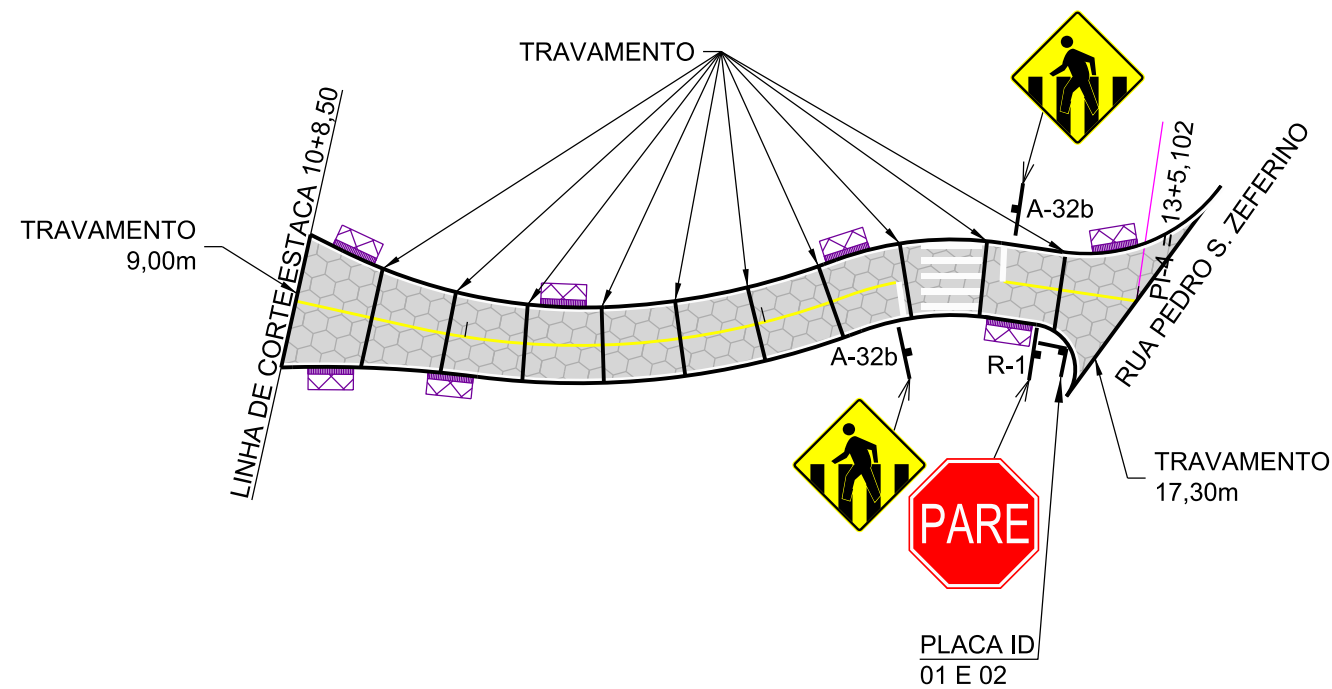 TRAVAMENTO
LINHA DE CORTE ESTACA 10+8,50
TRAVAMENTO
9,00m
A-32b
PI-4 = 13+5,102
RUA PEDRO S. ZEFERINO
A-32b
R-1
TRAVAMENTO
17,30m
PARE
PLACA ID
01 E 02